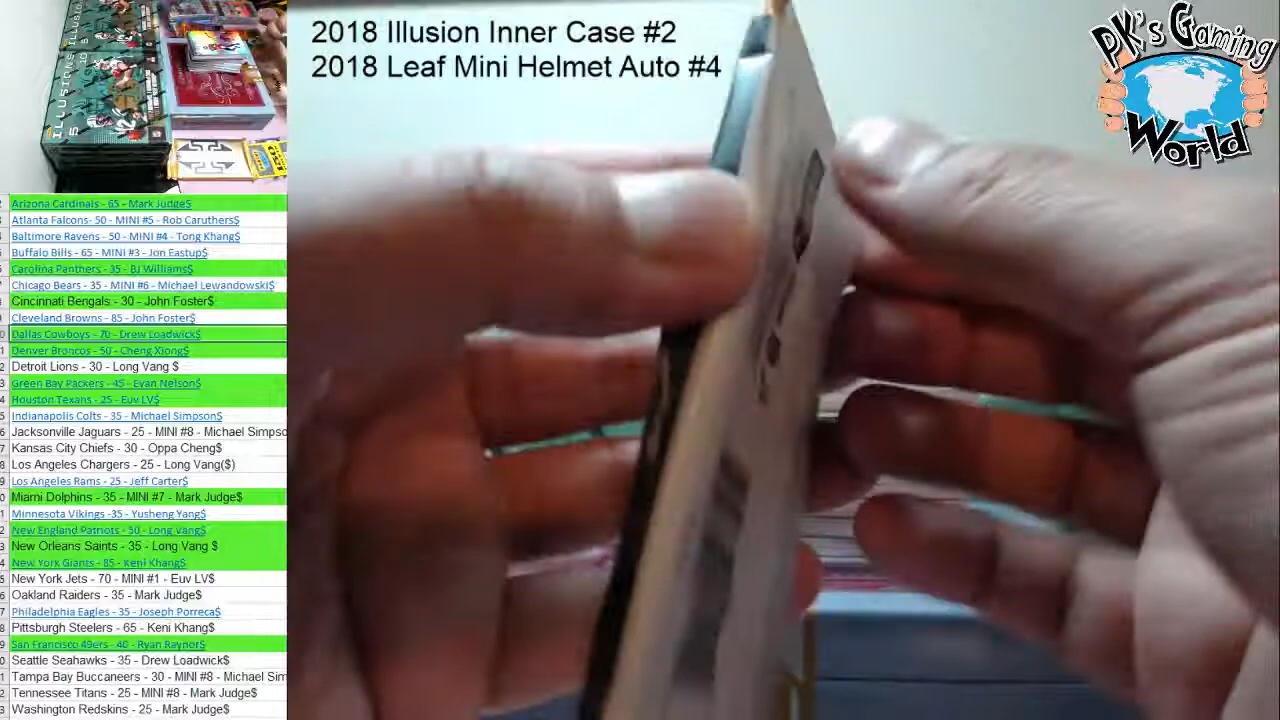 2018 Illusion Inner Case #2
2018 Leaf Mini Helmet Auto #4
PK's Gaming
World
ILLUSIONS
Arizona Cardinals - 65 - Mark Judge$
Atlanta Falcons- 50 - MINI #5 - Rob Caruthers$
Baltimore Ravens - 50 - MINI #4 - Tong Khang$
Buffalo Bills - 65 - MINI #3 - Jon Eastup$
Carolina Panthers - 35 - BJ Williams$
Chicago Bears - 35 - MINI #6 - Michael Lewandowski$
Cincinnati Bengals - 30 - John Foster$
Cleveland Browns - 85 - John Foster$
Dallas Cowboys - 70 - Drew Loadwick$
Denver Broncos - 50 - Cheng Xiong$
Detroit Lions - 30 - Long Vang $
Green Bay Packers - 45 - Evan Nelson$
Houston Texans - 25 - Euv LV$
Indianapolis Colts - 35 - Michael Simpson$
Jacksonville Jaguars - 25 - MINI #8 - Michael Simpso
Kansas City Chiefs - 30 - Oppa Cheng$
Los Angeles Chargers - 25 - Long Vang($)
Los Angeles Rams - 25 - Jeff Carter$
Miami Dolphins - 35 - MINI #7 - Mark Judge$
Minnesota Vikings -35 - Yusheng Yang$
New England Patriots - 50 - Long Vang$
New Orleans Saints - 35 - Long Vang $
New York Giants - 85 - Keni Khang$
New York Jets - 70 - MINI #1 - Euv LV$
Oakland Raiders - 35 - Mark Judge$
Philadelphia Eagles - 35 - Joseph Porreca$
Pittsburgh Steelers - 65 - Keni Khang$
San Francisco 49ers - 40 - Ryan Raynor$
Seattle Seahawks - 35 - Drew Loadwick$
Tampa Bay Buccaneers - 30 - MINI #8 - Michael Sim
Tennessee Titans - 25 - MINI #8 - Mark Judge$
Washington Redskins - 25 - Mark Judge$